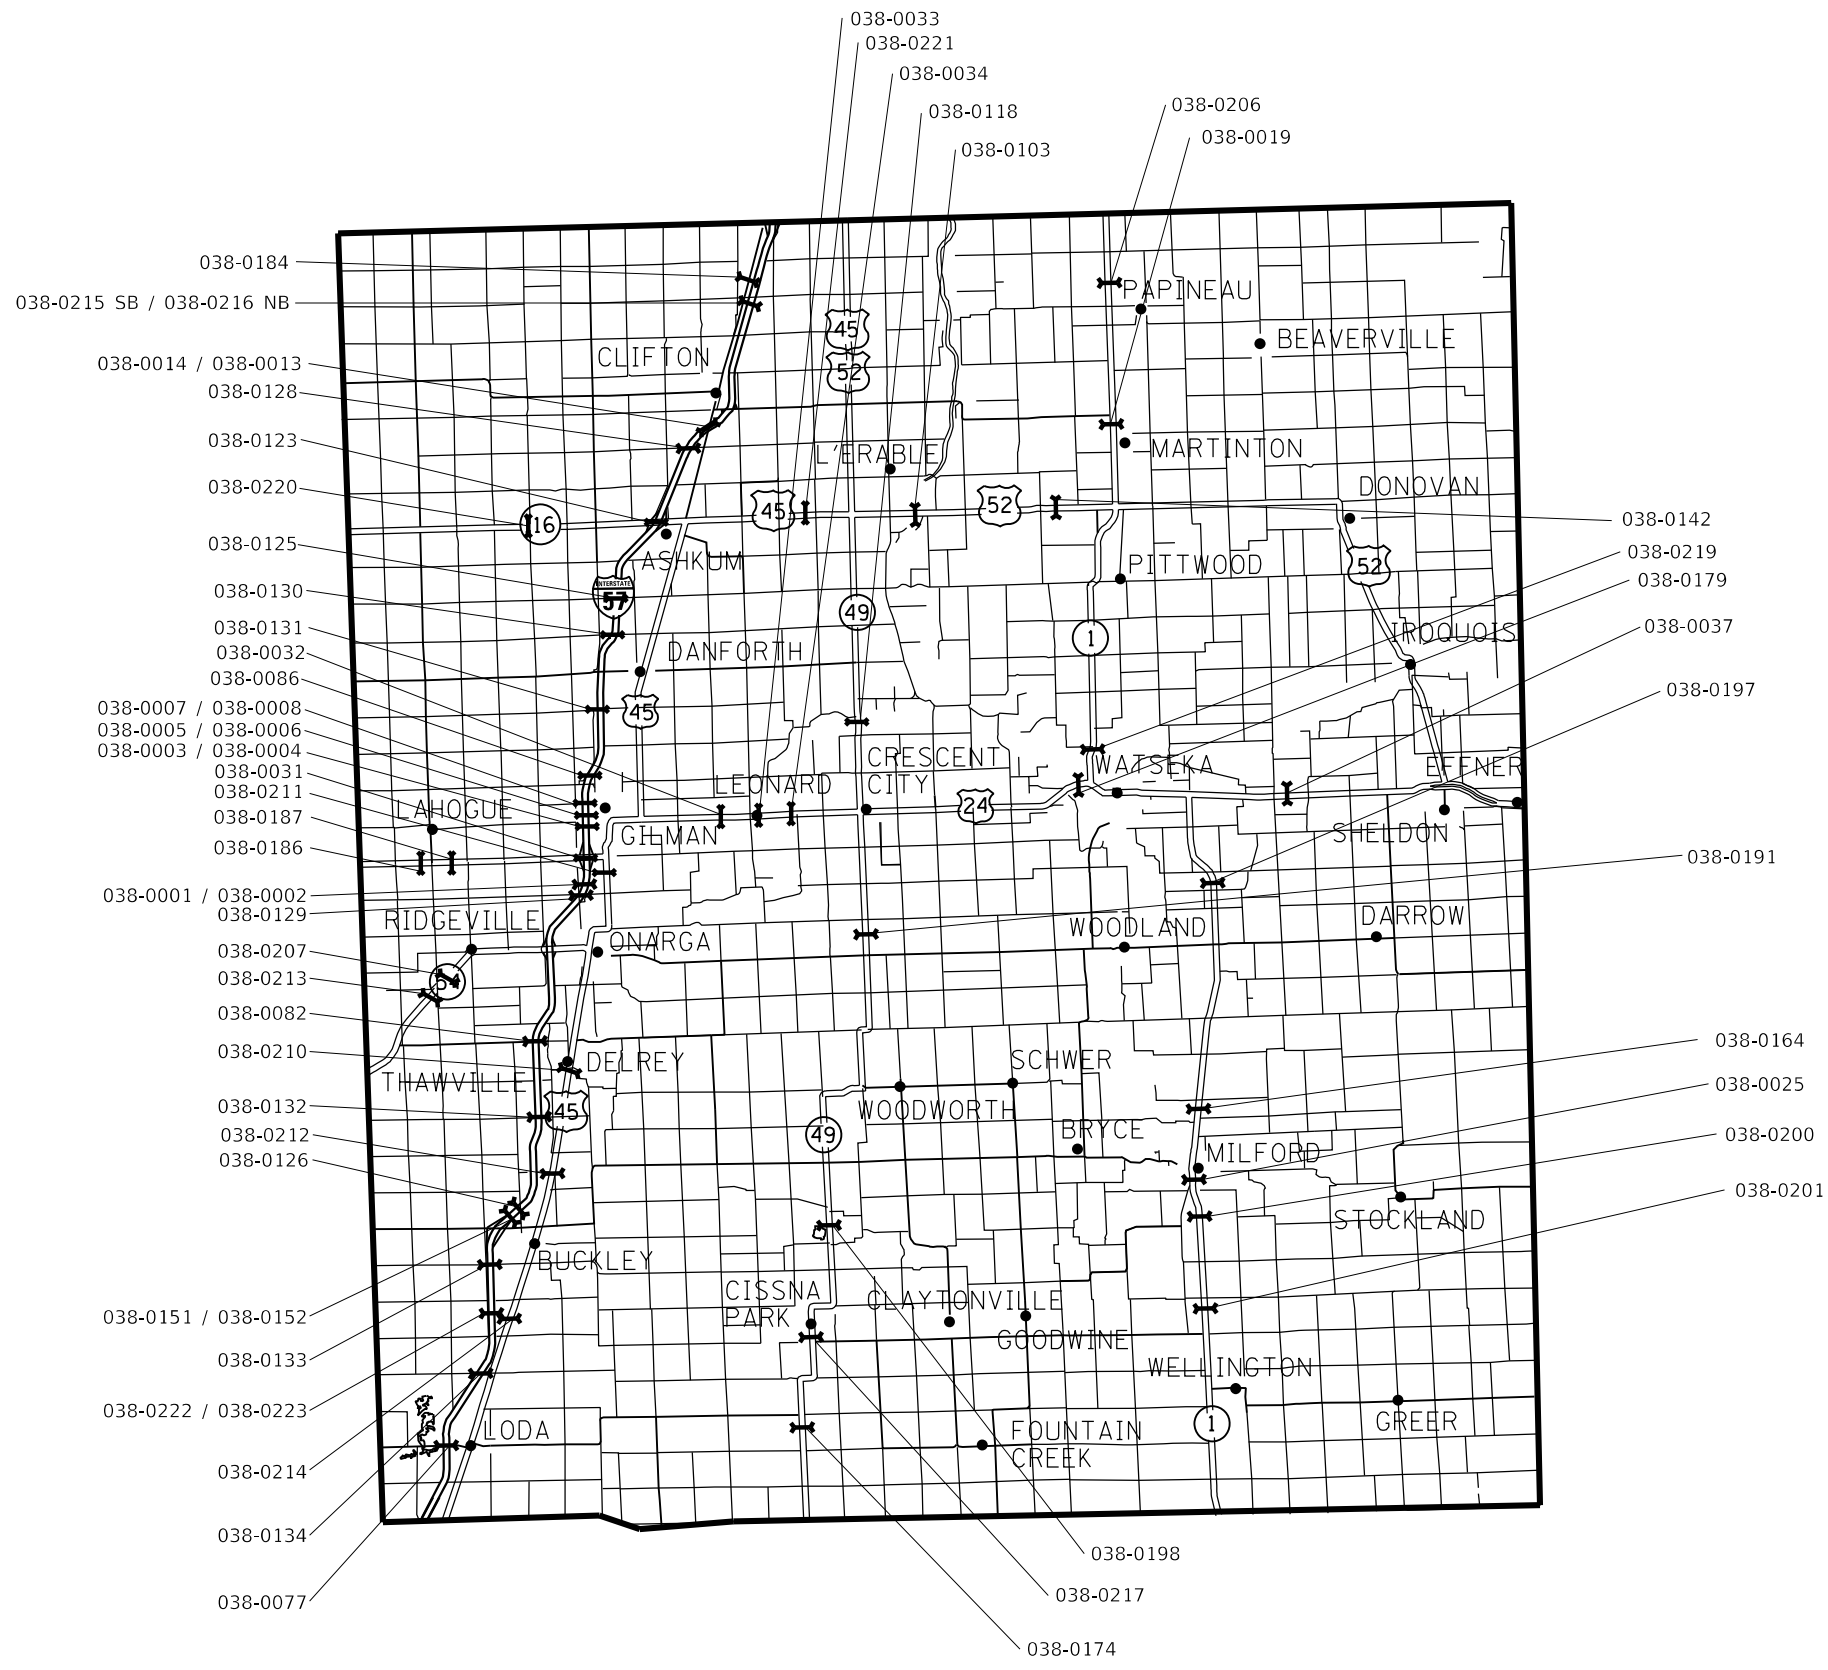 038-0033
038-0221
038-0034
038-0118
038-0103
038-0206
038-0019
038-0184
038-0215 SB / 038-0216 NB
038-0014 / 038-0013
038-0128
038-0123
038-0220
038-0125
038-0130
038-0131
038-0032
038-0086
038-0007 / 038-0008
038-0005 / 038-0006
038-0003 / 038-0004
038-0031
038-0211
038-0187
038-0186
038-0001 / 038-0002
038-0129
038-0207
038-0213
038-0082
038-0210
038-0132
038-0212
038-0126
038-0151 / 038-0152
038-0133
038-0222 / 038-0223
038-0214
038-0134
038-0077
PAPINEAU
BEAVERVILLE
CLIFTON
45
52
MARTINTON
L'ERABLE
DONOVAN
116
45
52
ASHKUM
PITTWOOD
52
INTERSTATE
57
49
1
IROQUOIS
DANFORTH
45
CRESCENT
CITY
WATSEKA
EFFNER
LEONARD
LAHOGUE
24
GILMAN
SHELDON
RIDGEVILLE
ONARGA
WOODLAND
DARROW
54
DELREY
SCHWER
THAWVILLE
45
WOODWORTH
49
BRYCE
MILFORD
STOCKLAND
BUCKLEY
CISSNA
PARK
CLAYTONVILLE
GOODWINE
WELLINGTON
LODA
FOUNTAIN
CREEK
1
GREER
038-0142
038-0219
038-0179
038-0037
038-0197
038-0191
038-0164
038-0025
038-0200
038-0201
038-0198
038-0217
038-0174